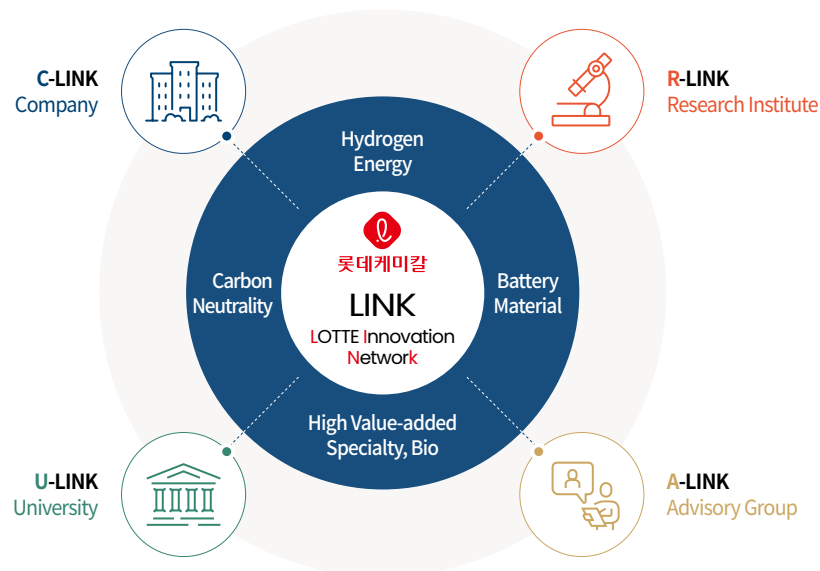 C-LINK
Company
R-LINK
Research Institute
Hydrogen
Energy
Carbon
Neutrality
롯데케미칼
LINK
LOTTE Innovation
Network
Battery
Material
High Value-added
Specialty, Bio
U-LINK
University
A-LINK
Advisory Group